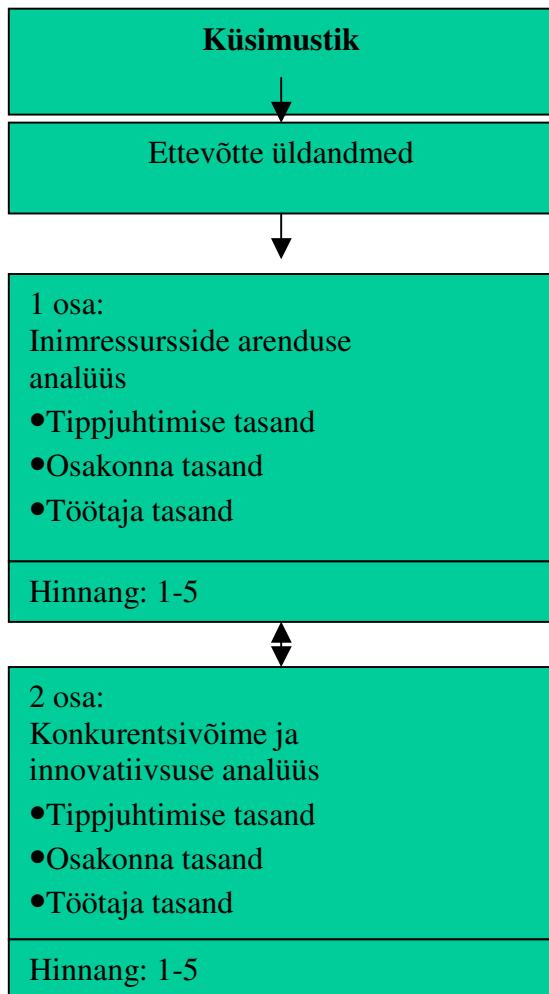 Küsimustik
Ettevõtte üldandmed
1 osa:
Inimressursside arenduse
analüüs
•Tippjuhtimise tasand
•Osakonna tasand
•Töötaja tasand
Hinnang: 1-5
2 osa:
Konkurentsivõime ja
innovatiivsuse analüüs
•Tippjuhtimise tasand
•Osakonna tasand
•Töötaja tasand
Hinnang: 1-5